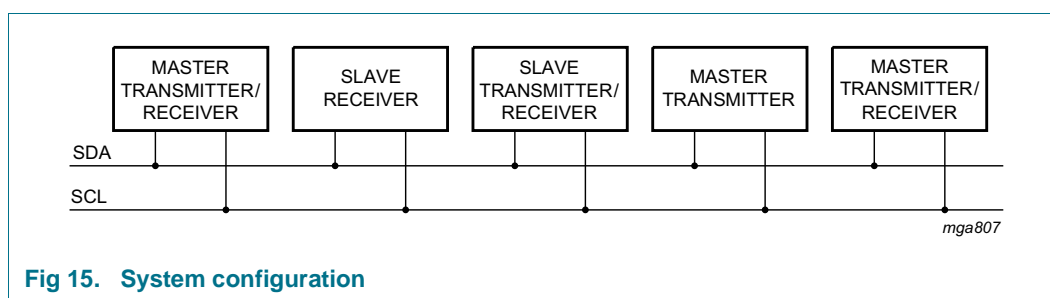 MASTER
TRANSMITTER/
RECEIVER
SLAVE
RECEIVER
SLAVE
TRANSMITTER/
RECEIVER
MASTER
TRANSMITTER
MASTER
TRANSMITTER/
RECEIVER
SDA
SCL
mga807
Fig 15. System configuration